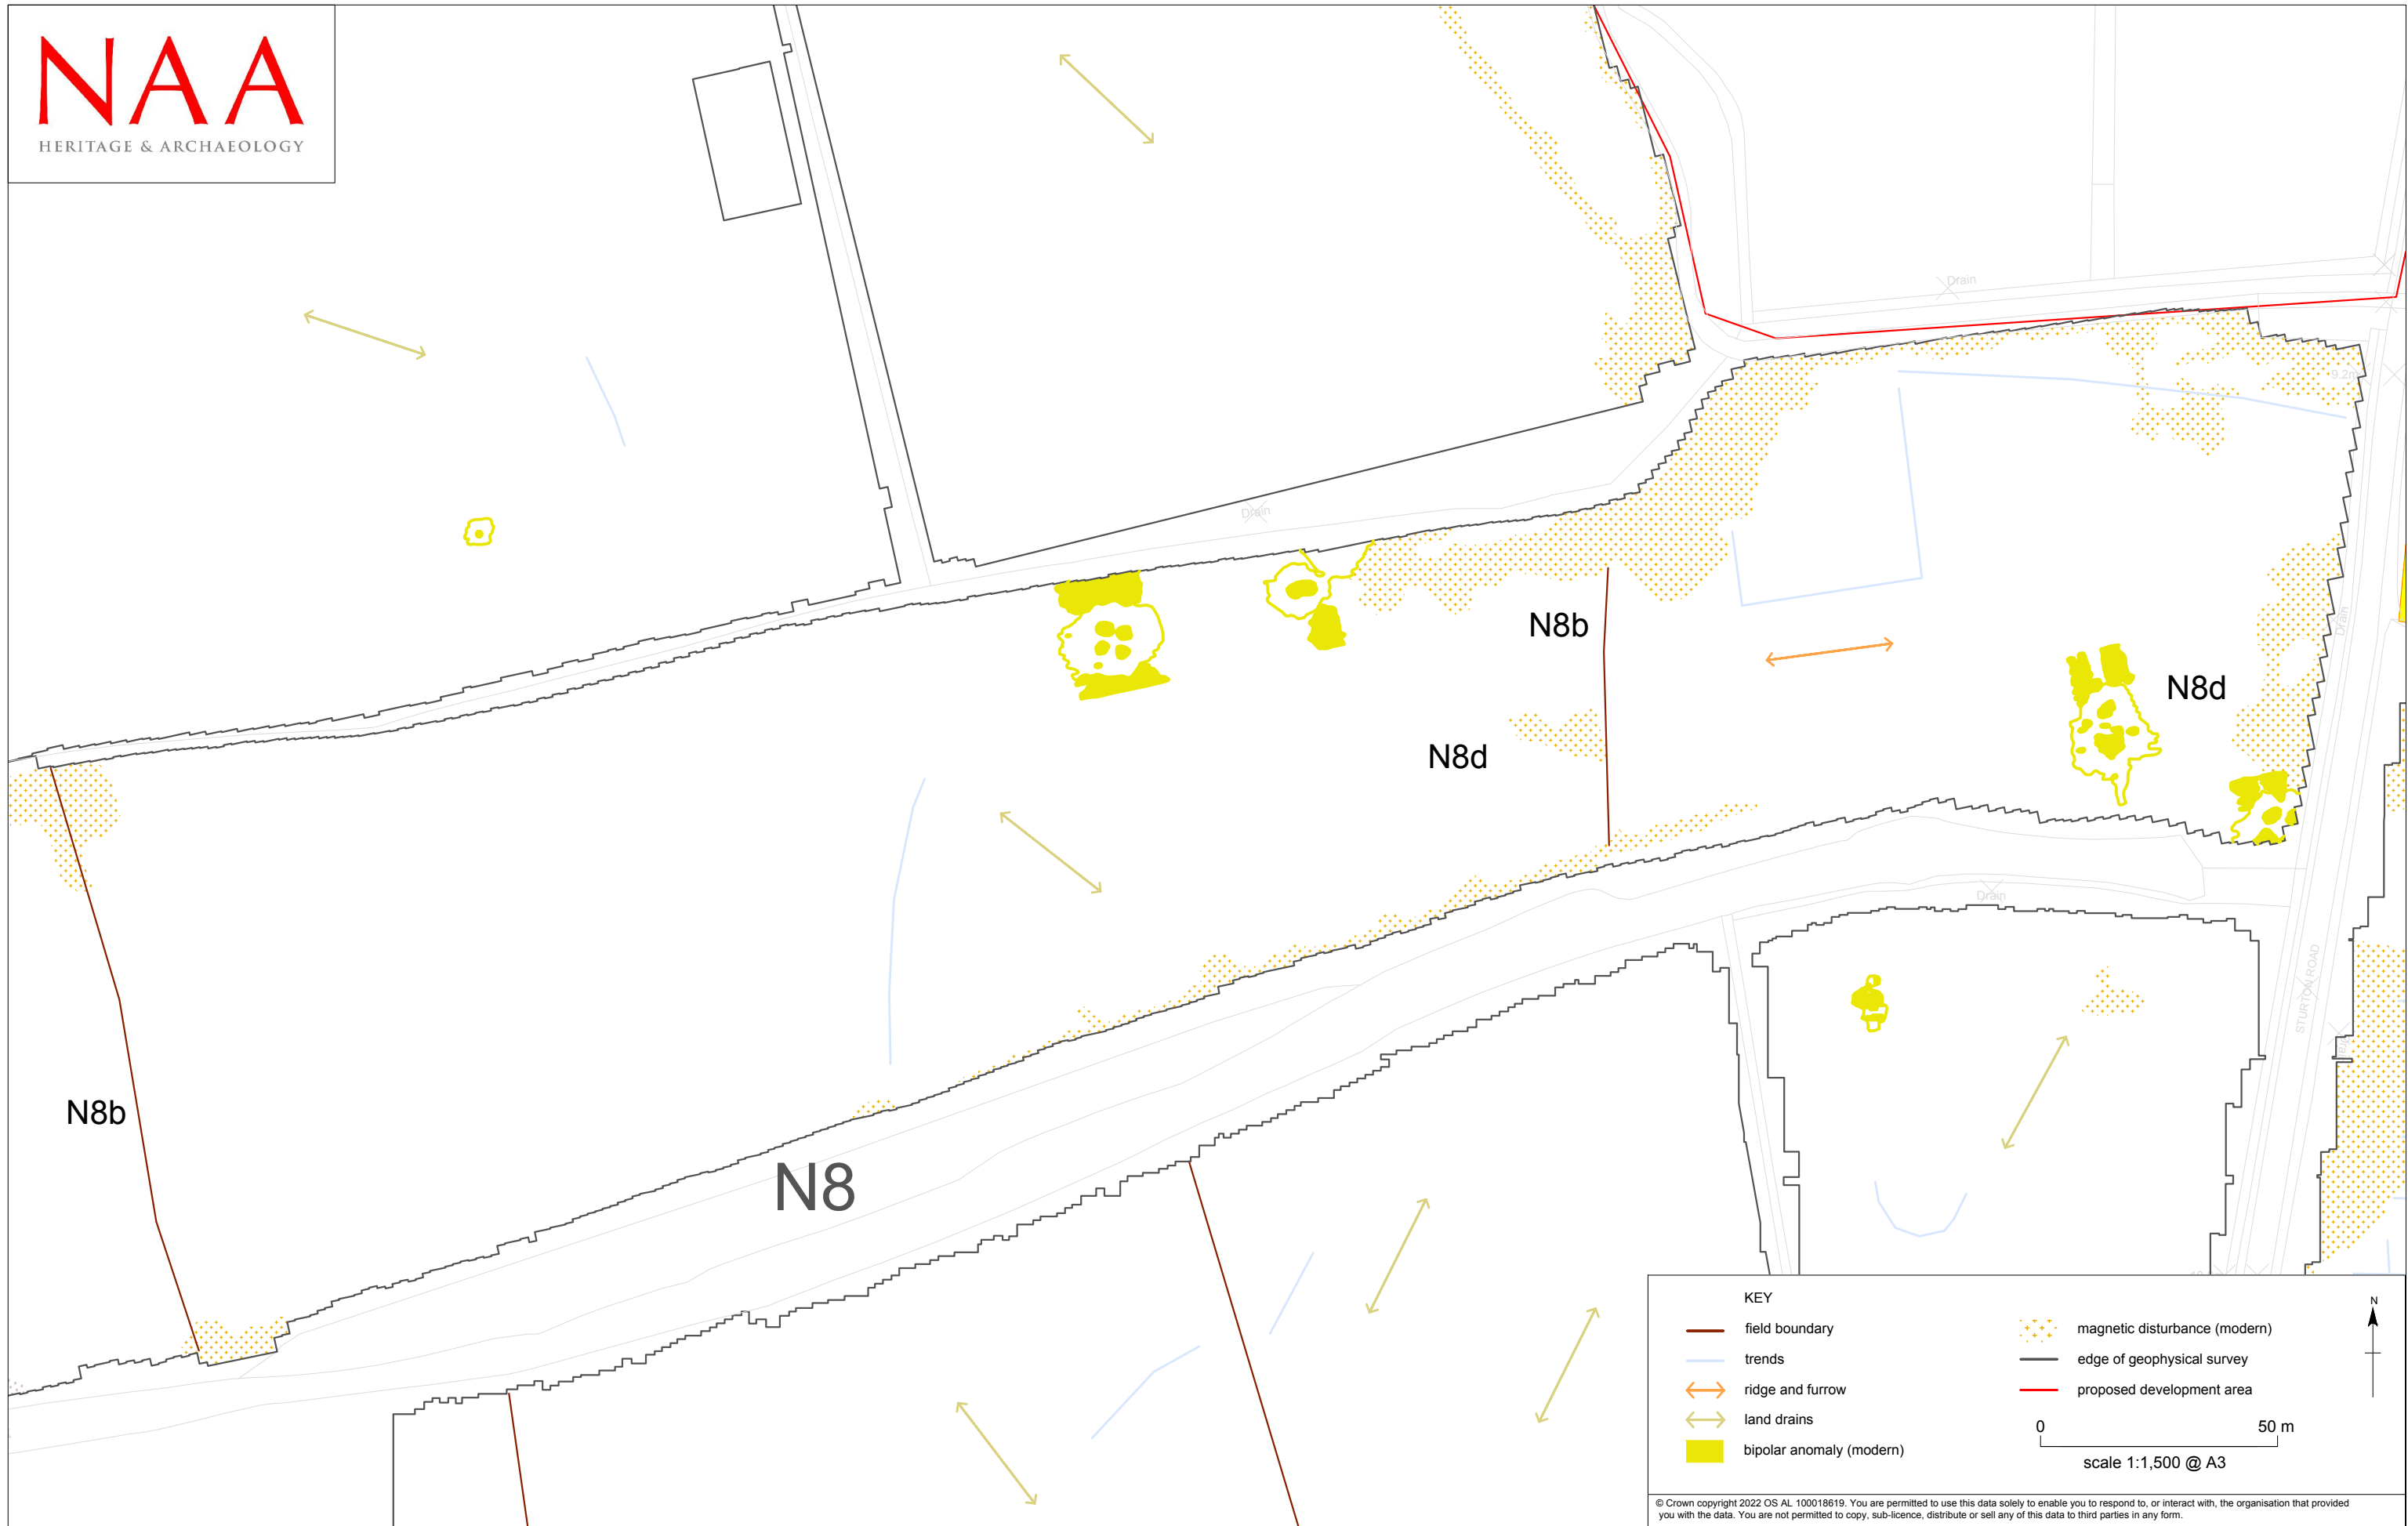 NAA
HERITAGE & ARCHAEOLOGY
Drain
9.2m
Drain
N8b
Drain
N8d
N8d
Drain
STURTON ROAD
Drain
N8b
N8
KEY
field boundary
trends
ridge and furrow
land drains
bipolar anomaly (modern)
magnetic disturbance (modern)
edge of geophysical survey
proposed development area
N
0 50 m
scale 1:1,500 @ A3
© Crown copyright 2022 OS AL 100018619. You are permitted to use this data solely to enable you to respond to, or interact with, the organisation that provided
you with the data. You are not permitted to copy, sub-licence, distribute or sell any of this data to third parties in any form.